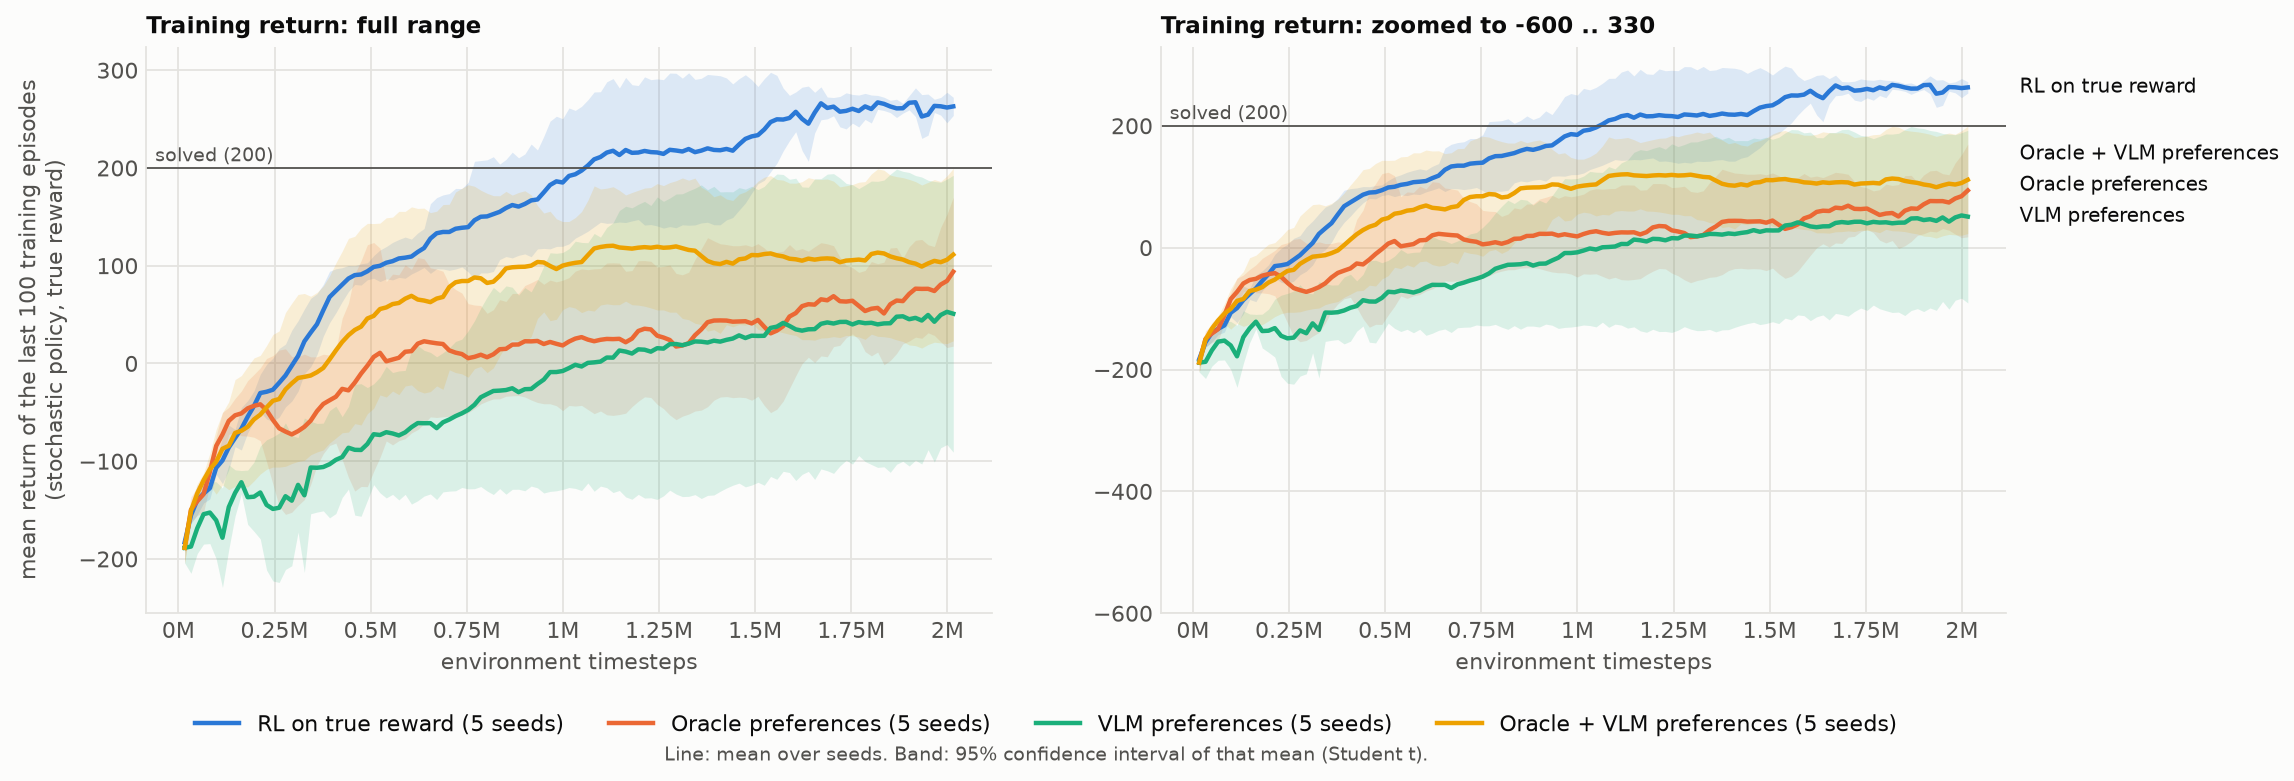 Training return: full range
mean return of the last 100 training episodes
(stochastic policy, true reward)
300
200
100
0
−100
−200
solved (200)
0M
0.25M
0.5M
0.75M
1M
1.25M
1.5M
1.75M
2M
environment timesteps
Training return: zoomed to -600 .. 330
200
0
−200
−400
−600
solved (200)
0M
0.25M
0.5M
0.75M
1M
1.25M
1.5M
1.75M
2M
environment timesteps
RL on true reward
Oracle + VLM preferences
Oracle preferences
VLM preferences
RL on true reward (5 seeds)
Oracle preferences (5 seeds)
VLM preferences (5 seeds)
Oracle + VLM preferences (5 seeds)
Line: mean over seeds. Band: 95% confidence interval of that mean (Student t).